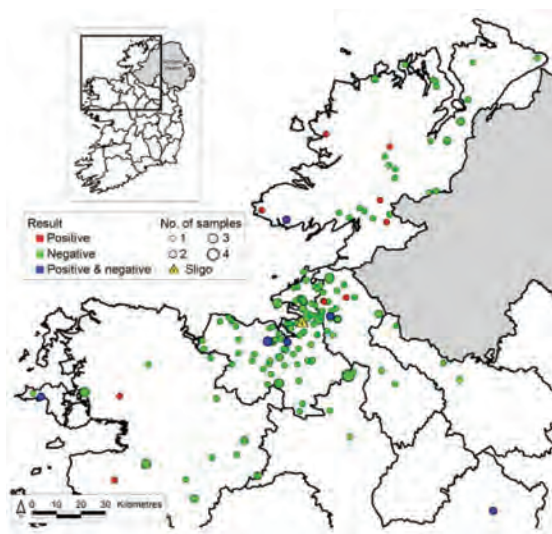 Result
No. of samples
Positive
1
3
Negative
2
4
Positive & negative
Sligo
0 10 20 30 Kilometres